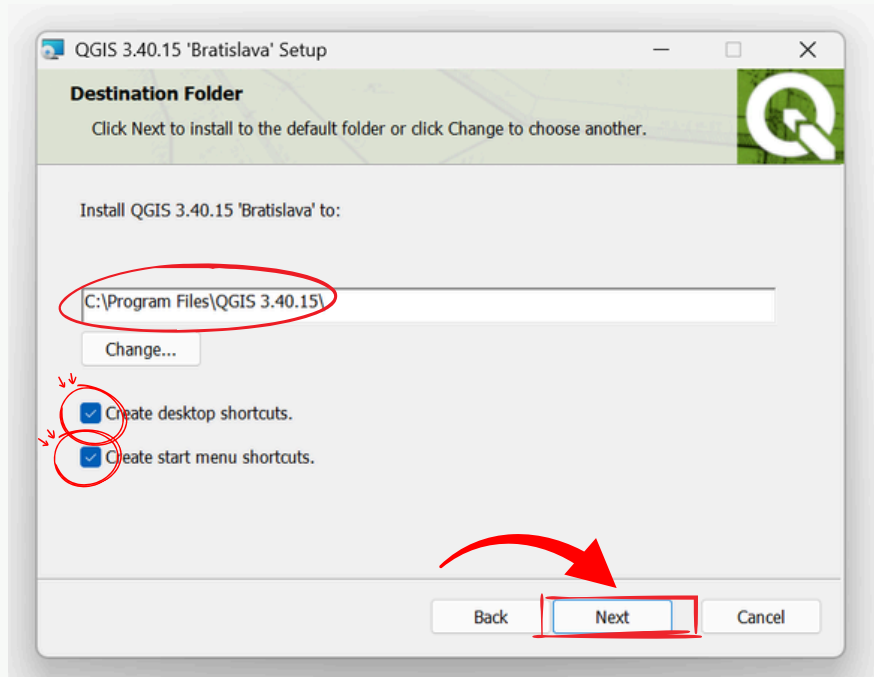 QGIS 3.40.15 'Bratislava' Setup
Destination Folder
Click Next to install to the default folder or click Change to choose another.
Install QGIS 3.40.15 'Bratislava' to:
C:\Program Files\QGIS 3.40.15\
Change...
Create desktop shortcuts.
Create start menu shortcuts.
Back Next Cancel